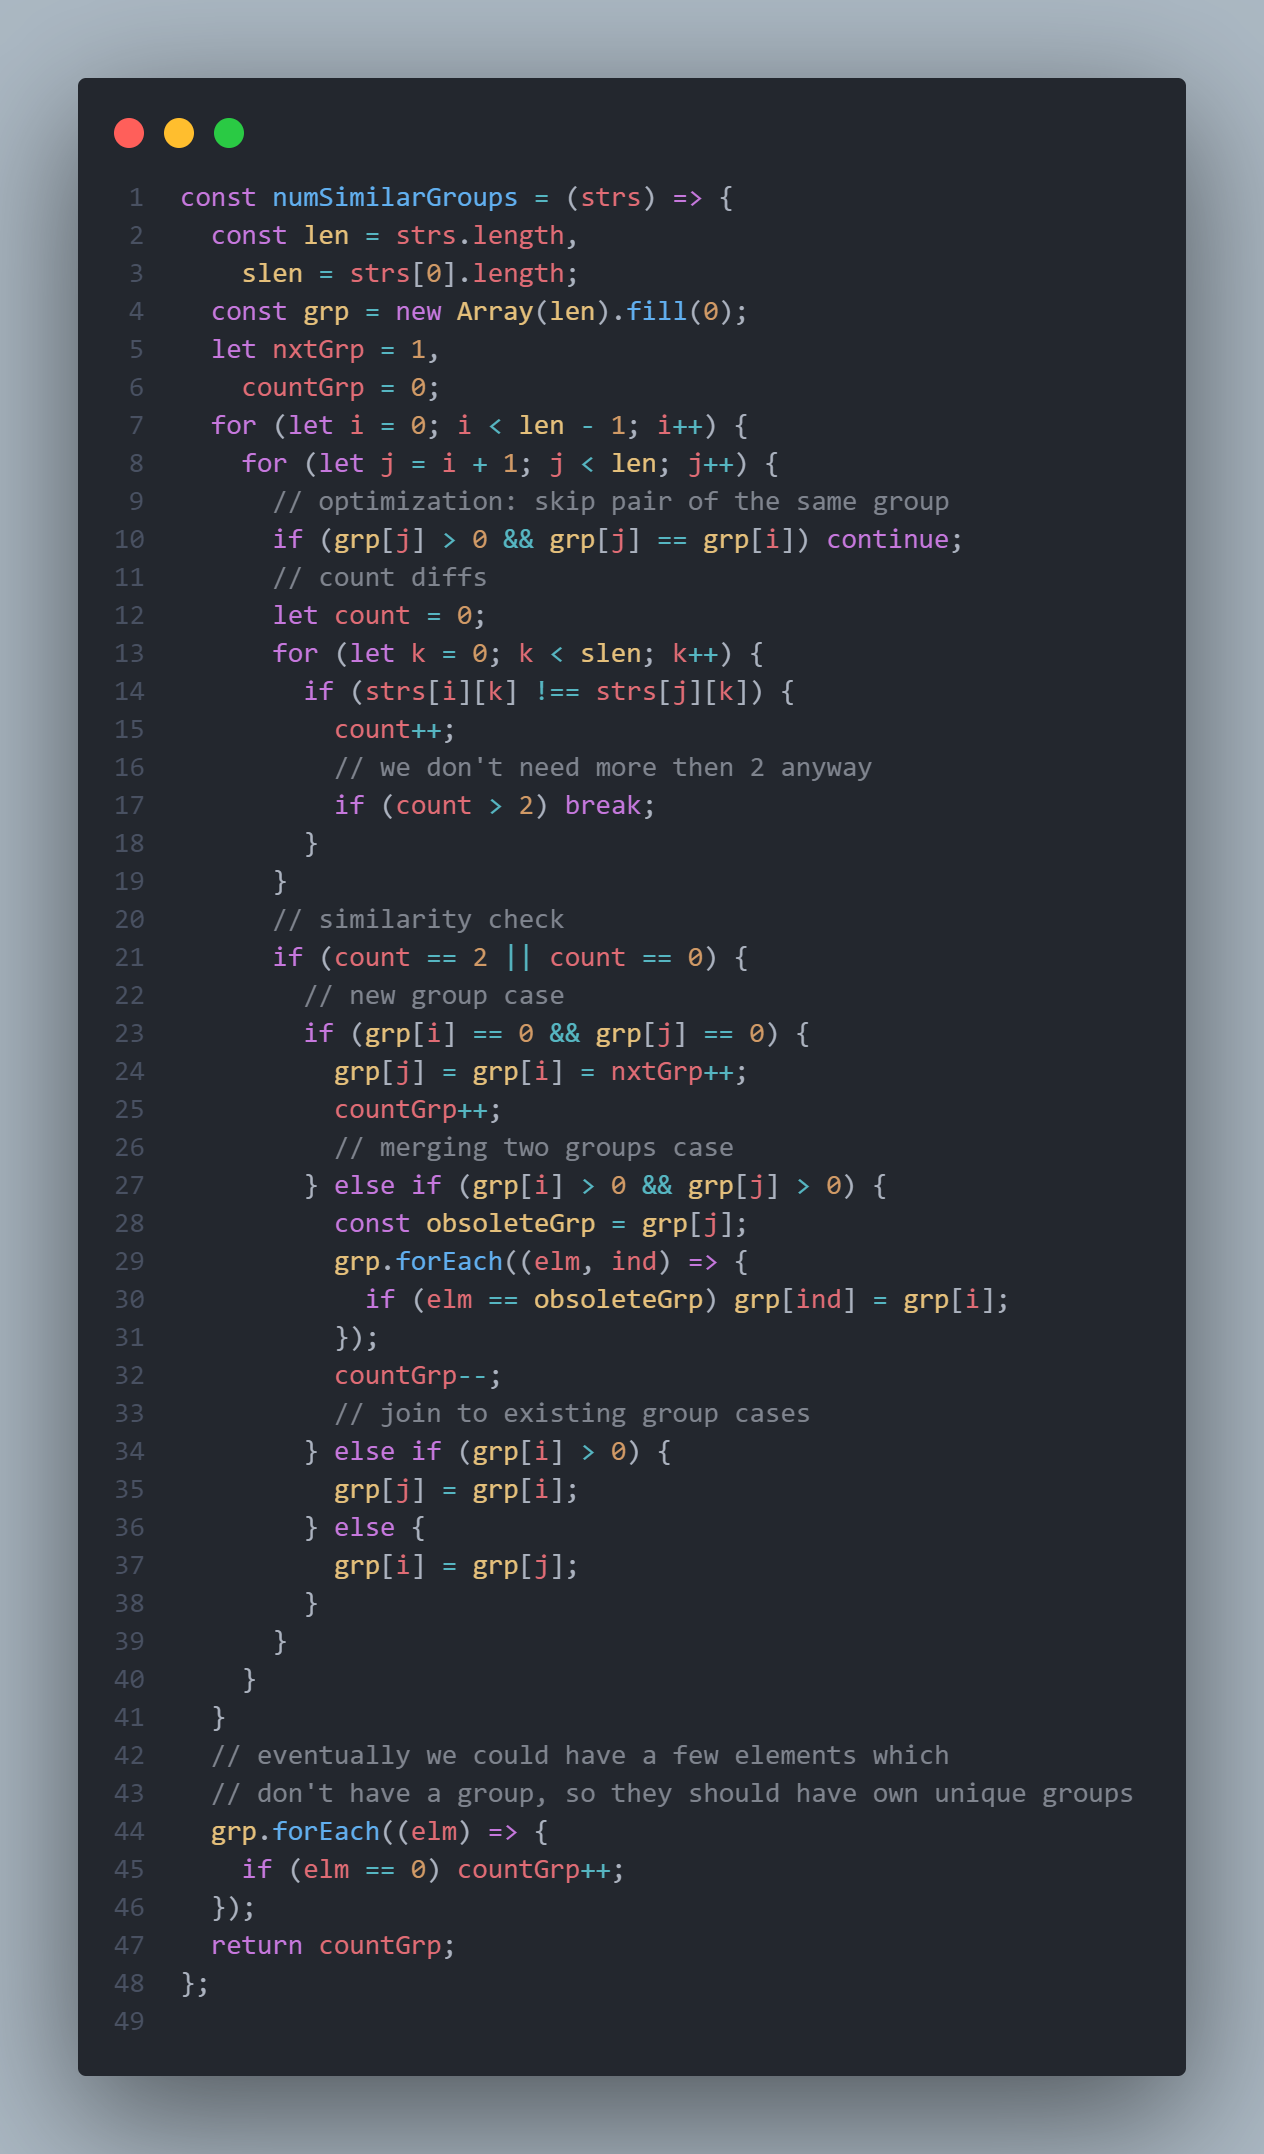 1 const numSimilarGroups = (strs) => {
2   const len = strs.length,
3     slen = strs[0].length;
4   const grp = new Array(len).fill(0);
5   let nxtGrp = 1,
6     countGrp = 0;
7   for (let i = 0; i < len - 1; i++) {
8     for (let j = i + 1; j < len; j++) {
9       // optimization: skip pair of the same group
10       if (grp[j] > 0 && grp[j] == grp[i]) continue;
11       // count diffs
12       let count = 0;
13       for (let k = 0; k < slen; k++) {
14         if (strs[i][k] !== strs[j][k]) {
15           count++;
16           // we don't need more then 2 anyway
17           if (count > 2) break;
18         }
19       }
20       // similarity check
21       if (count == 2 || count == 0) {
22         // new group case
23         if (grp[i] == 0 && grp[j] == 0) {
24           grp[j] = grp[i] = nxtGrp++;
25           countGrp++;
26           // merging two groups case
27         } else if (grp[i] > 0 && grp[j] > 0) {
28           const obsoleteGrp = grp[j];
29           grp.forEach((elm, ind) => {
30             if (elm == obsoleteGrp) grp[ind] = grp[i];
31           });
32           countGrp--;
33           // join to existing group cases
34         } else if (grp[i] > 0) {
35           grp[j] = grp[i];
36         } else {
37           grp[i] = grp[j];
38         }
39       }
40     }
41   }
42   // eventually we could have a few elements which
43   // don't have a group, so they should have own unique groups
44   grp.forEach((elm) => {
45     if (elm == 0) countGrp++;
46   });
47   return countGrp;
48 };
49